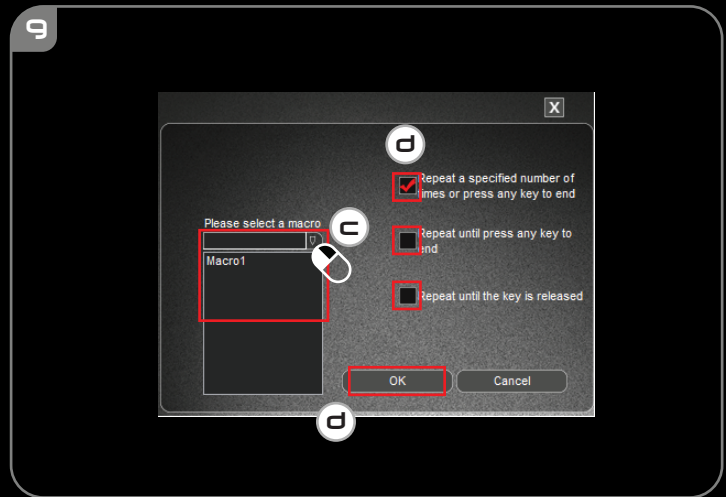 9
X
d
Repeat a specified number of
times or press any key to end
Please select a macro
Repeat until press any key to
end
Macro1
Repeat until the key is released
OK
Cancel
d